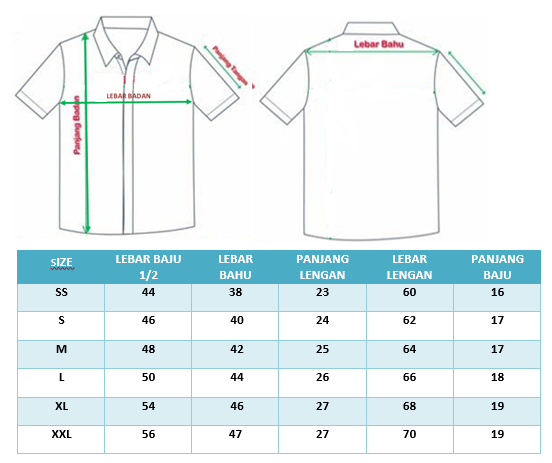 Panjang Tangan
Lebar Bahu
LEBAR BADAN
Panjang Badan
SIZE LEBAR BAJU 1/2 LEBAR BAHU PANJANG LENGAN LEBAR LENGAN PANJANG BAJU
SS 44 38 23 60 16
S 46 40 24 62 17
M 48 42 25 64 17
L 50 44 26 66 18
XL 54 46 27 68 19
XXL 56 47 27 70 19